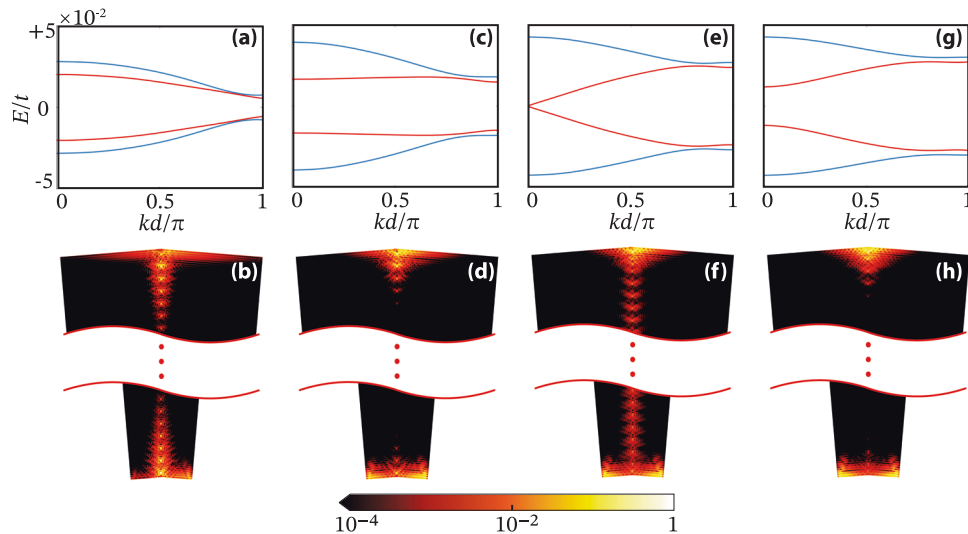 +5 ×10⁻²
(a) (c) (e) (g)
E/t
0
-5
0 0.5 1 0 0.5 1 0 0.5 1 0 0.5 1
kd/π kd/π kd/π kd/π
(b) (d) (f) (h)
10⁻⁴ 10⁻² 1